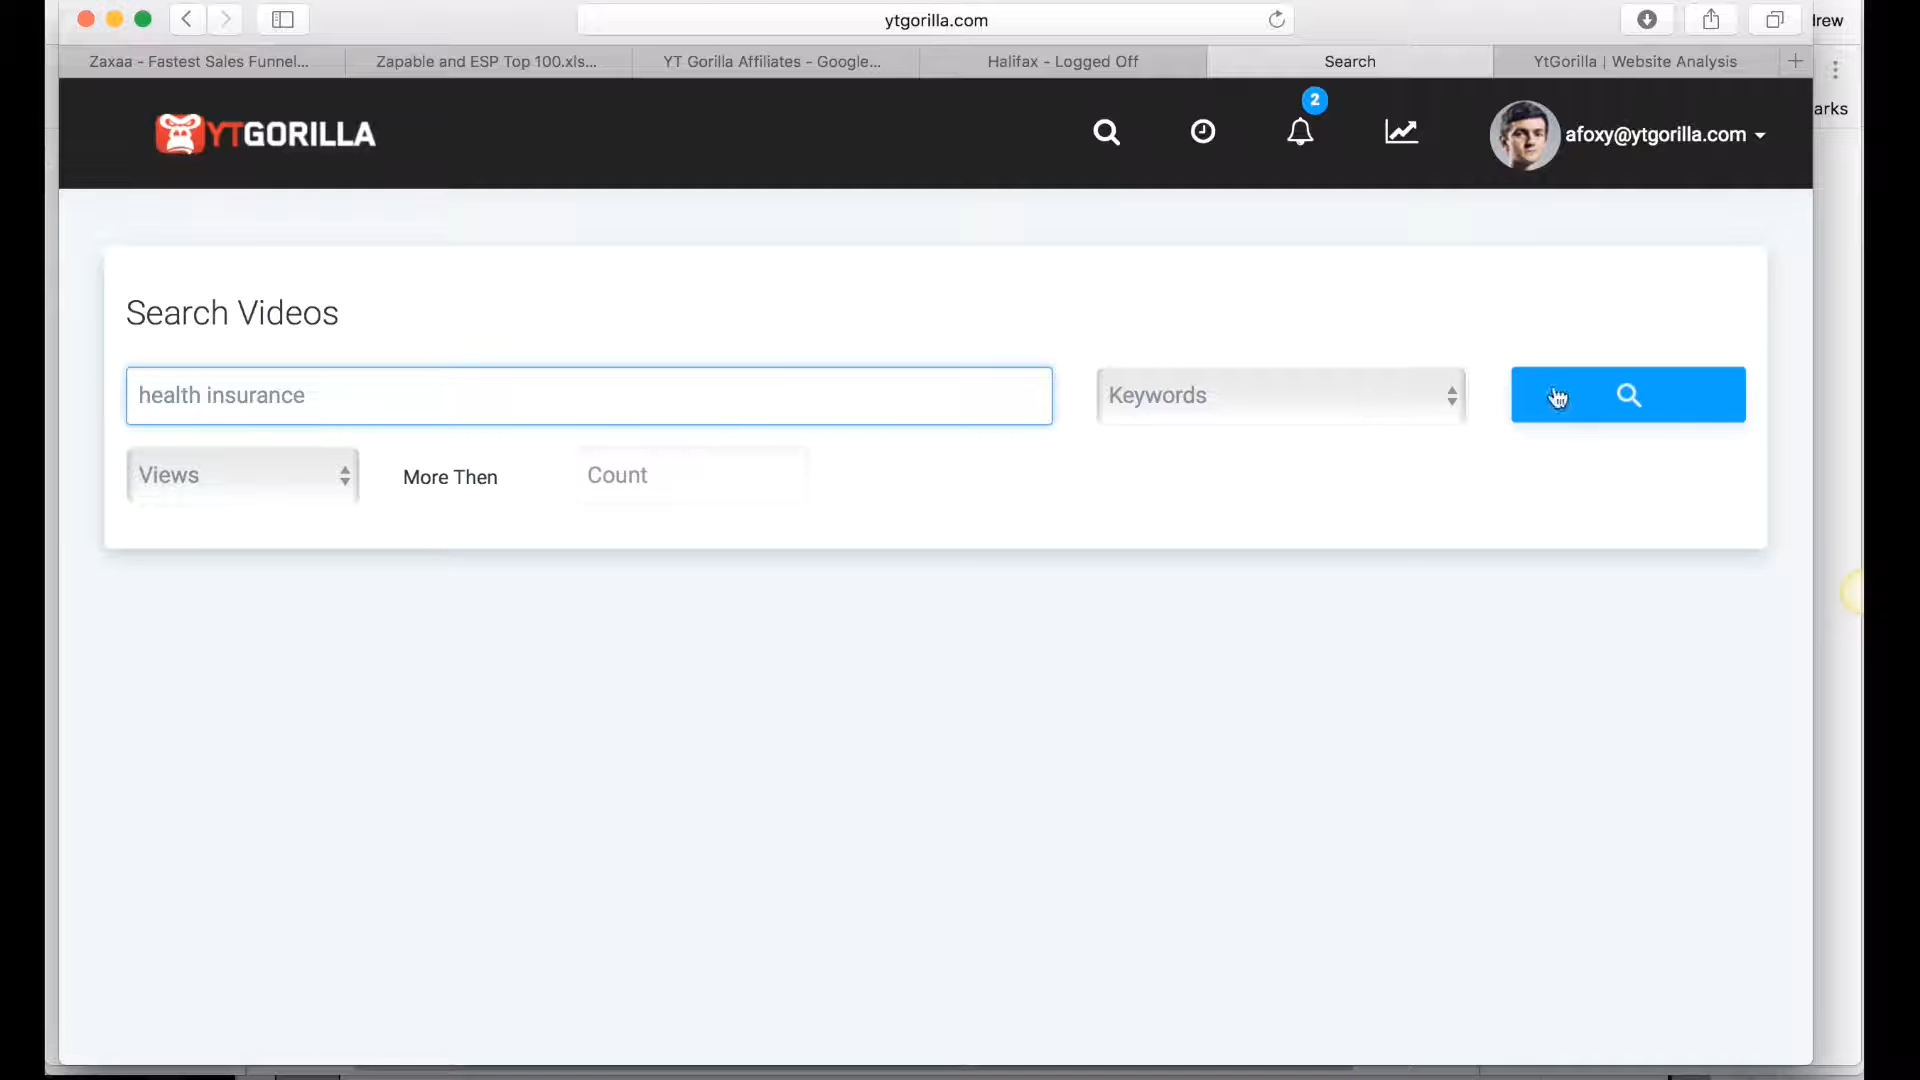 ytgorilla.com
lrew
Zaxaa - Fastest Sales Funnel...
Zapable and ESP Top 100.xls...
YT Gorilla Affiliates - Google...
Halifax - Logged Off
Search
YtGorilla | Website Analysis
arks
YTGORILLA
2
afoxy@ytgorilla.com
Search Videos
health insurance
Keywords
Views
More Then
Count